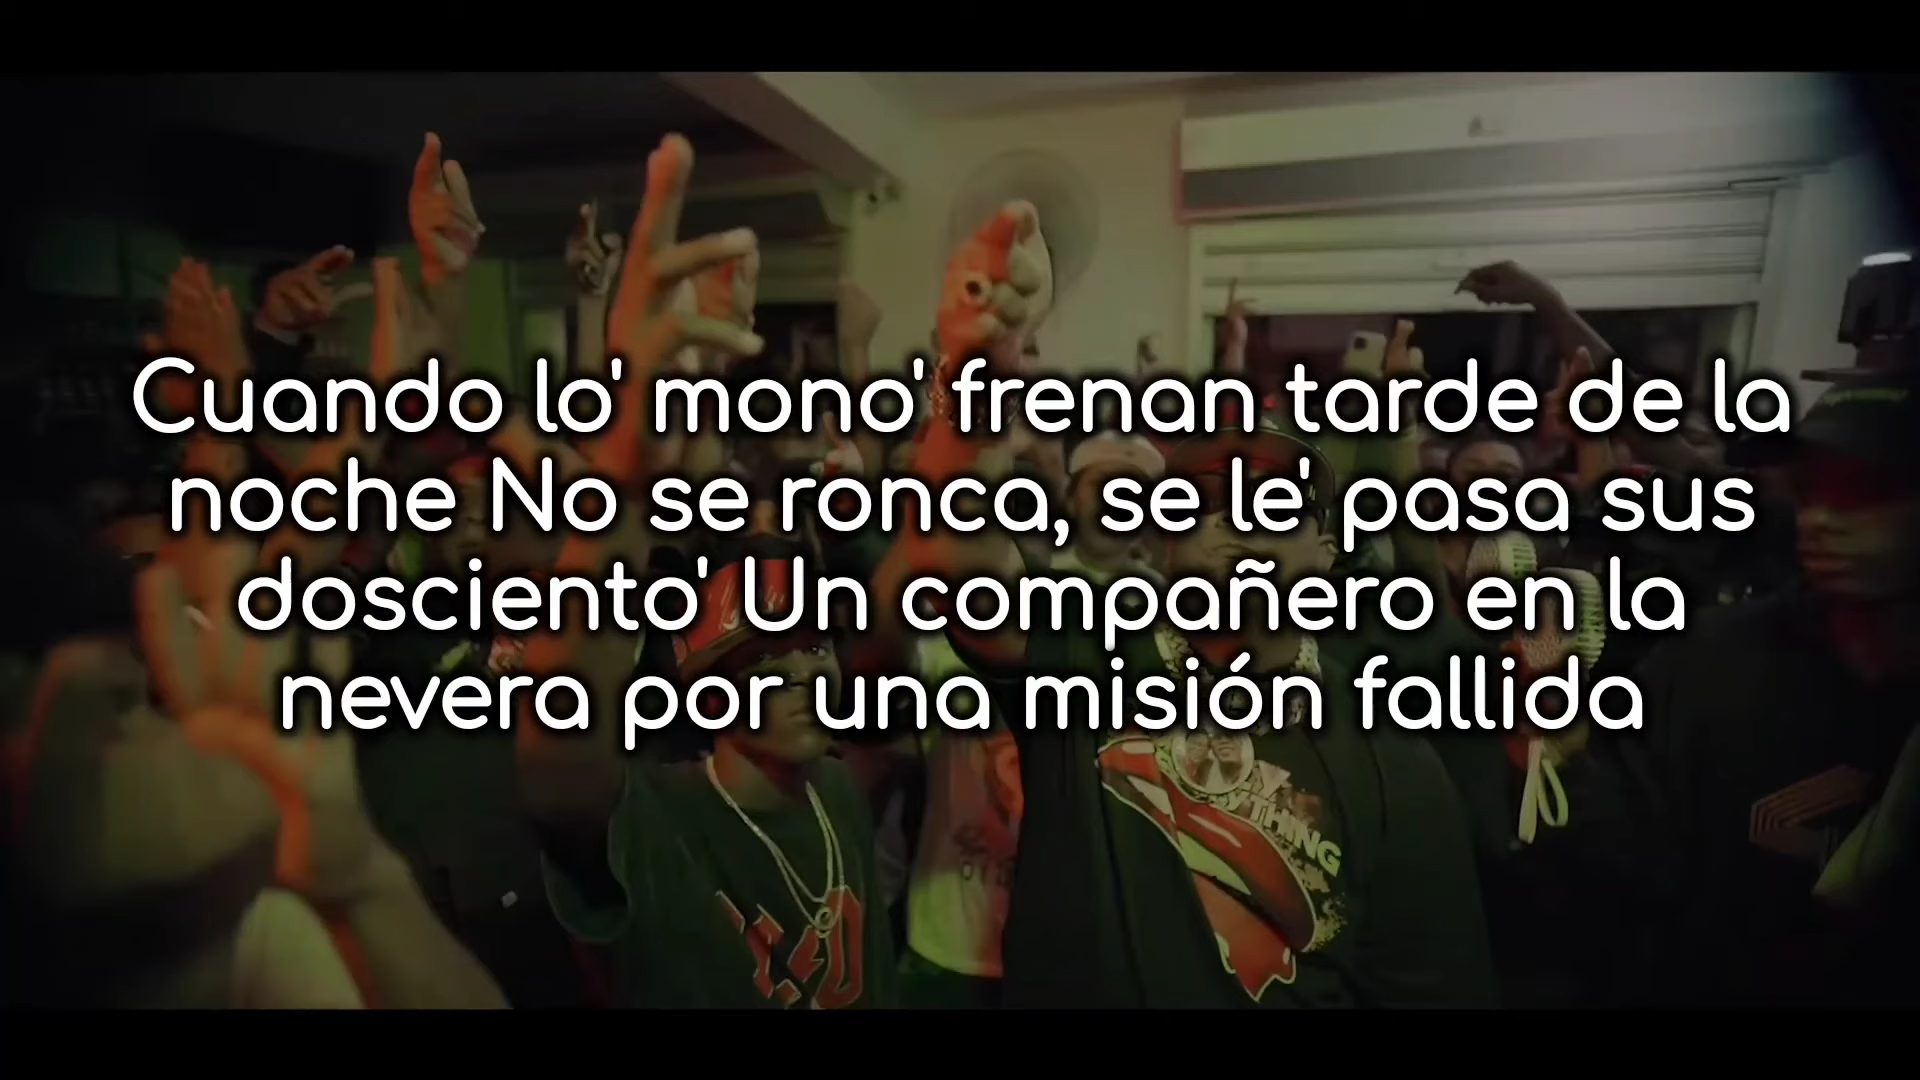 Cuando lo' mono' frenan tarde de la
noche No se ronca, se le' pasa sus
dosciento' Un compañero en la
nevera por una misión fallida
THING